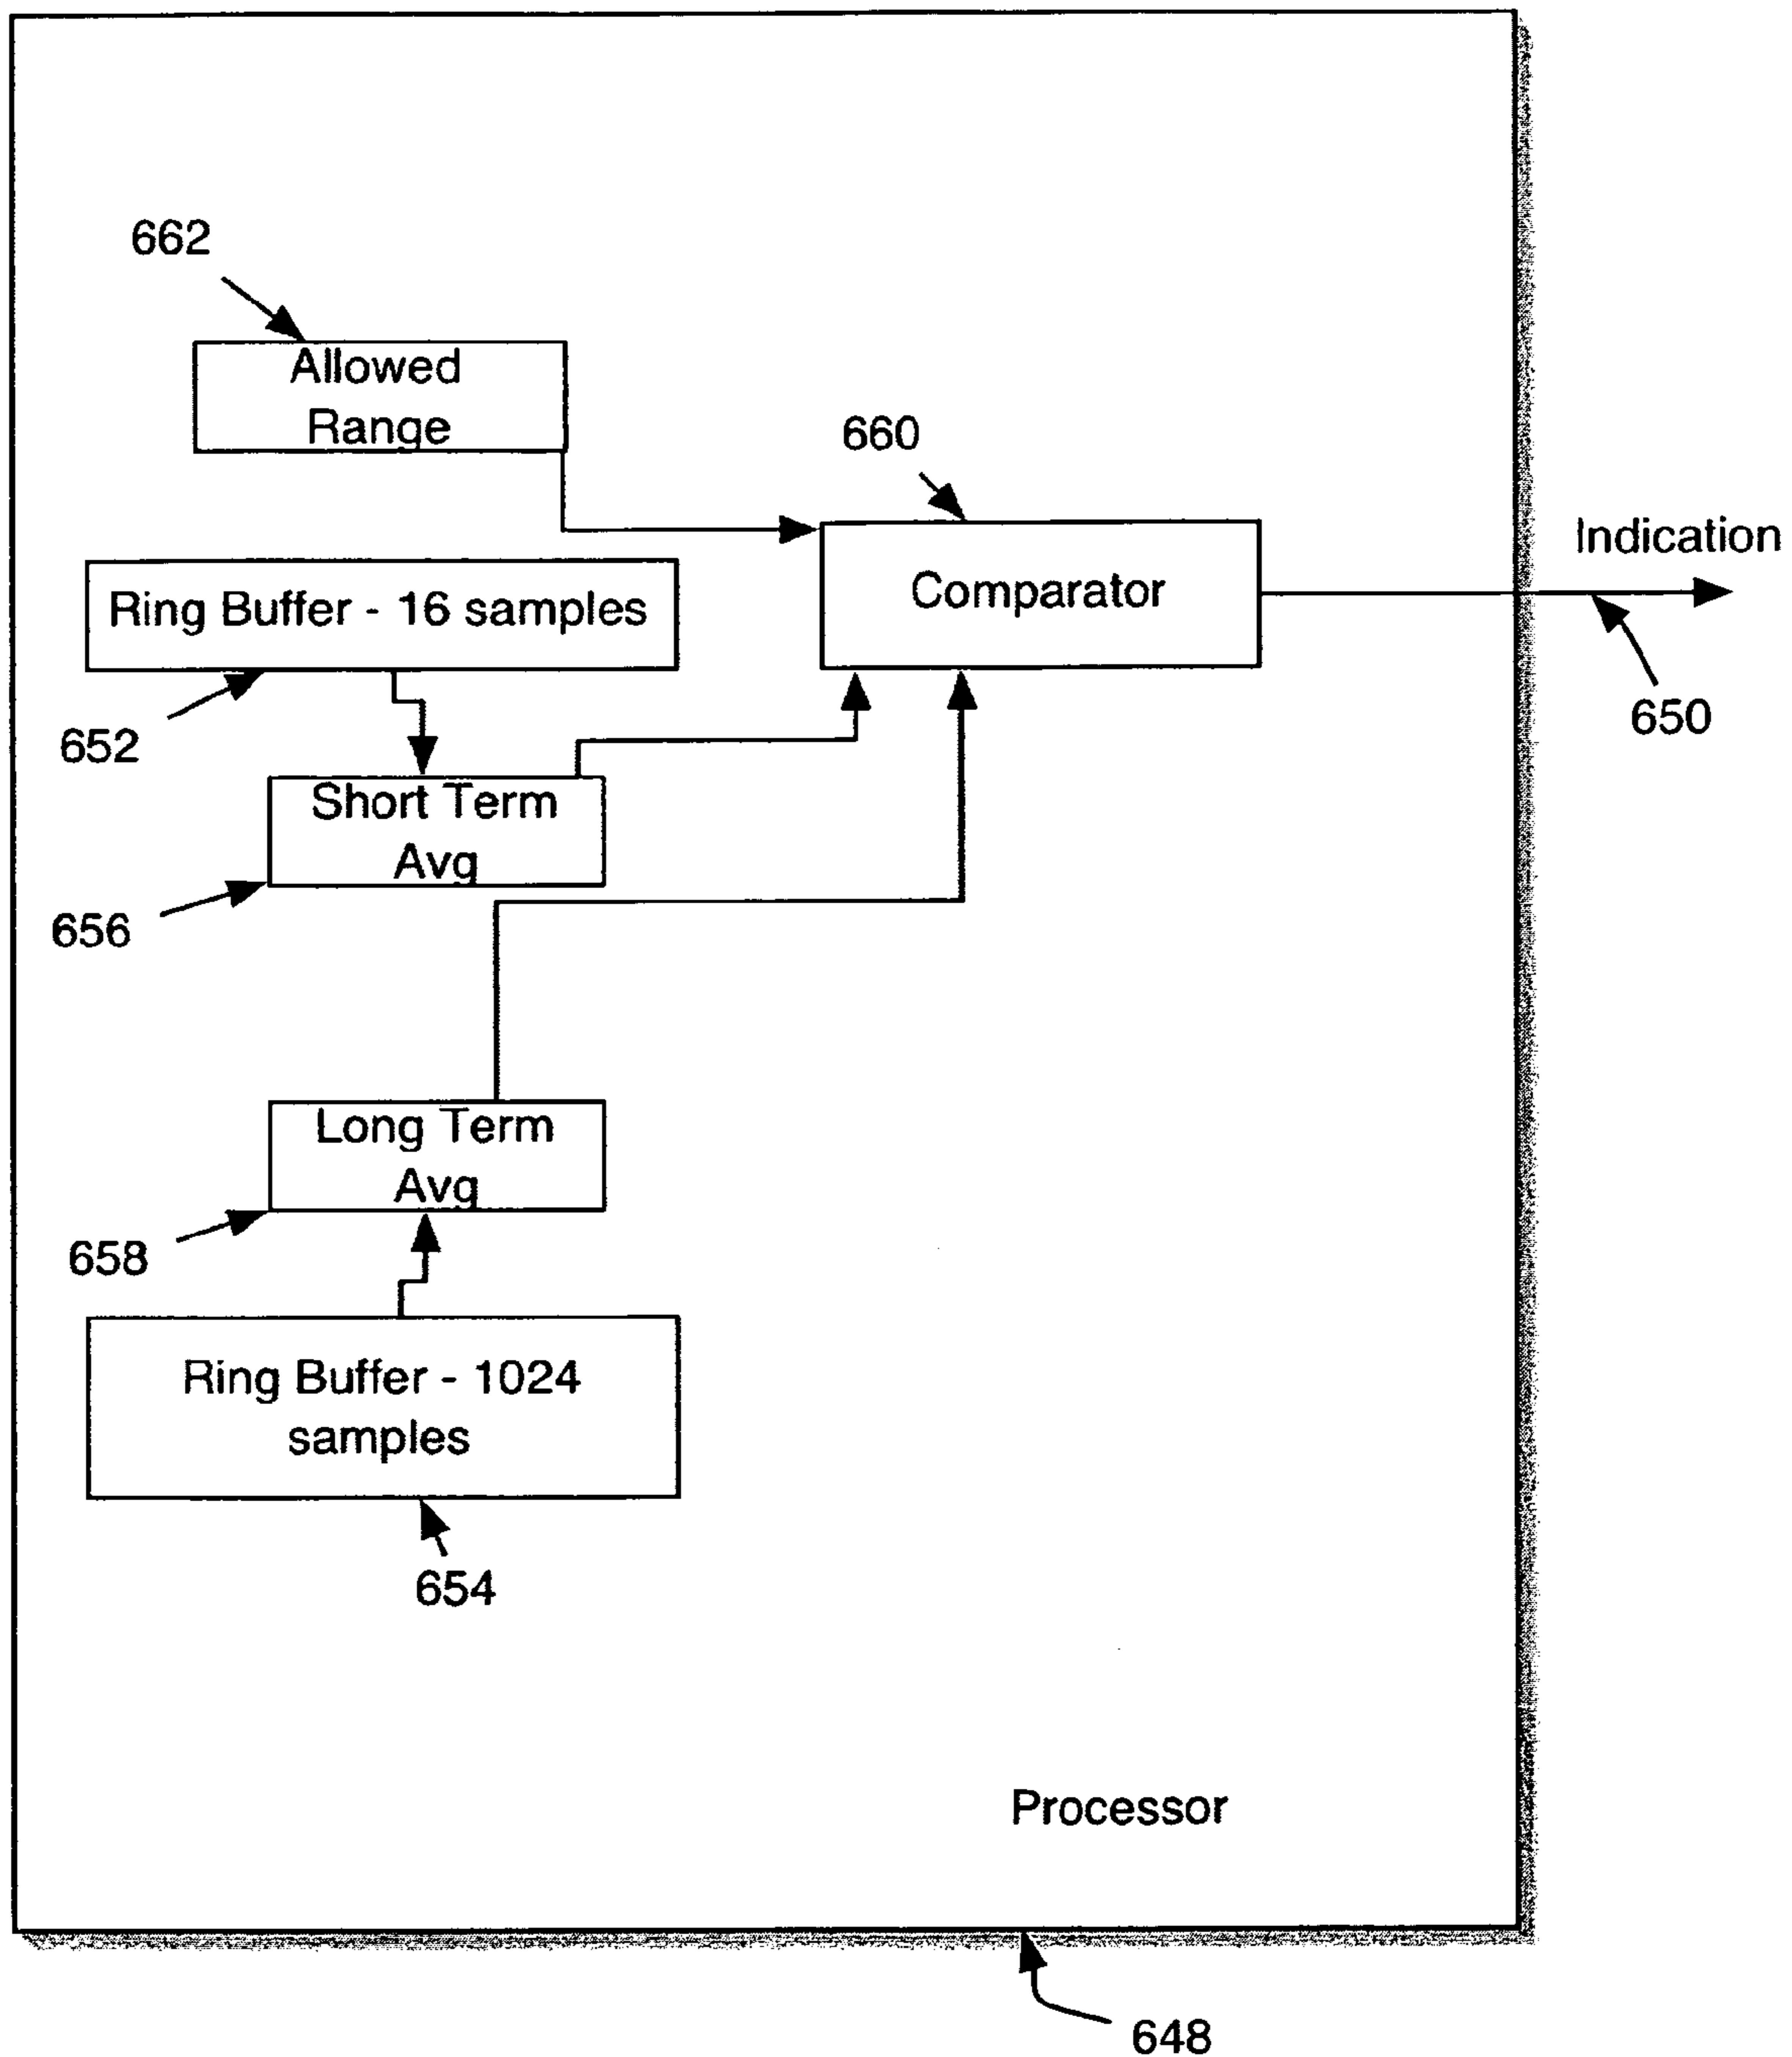 662
Allowed
Range
660
Comparator
Indication
650
Ring Buffer - 16 samples
652
Short Term
Avg
656
Long Term
Avg
658
Ring Buffer - 1024
samples
654
Processor
648